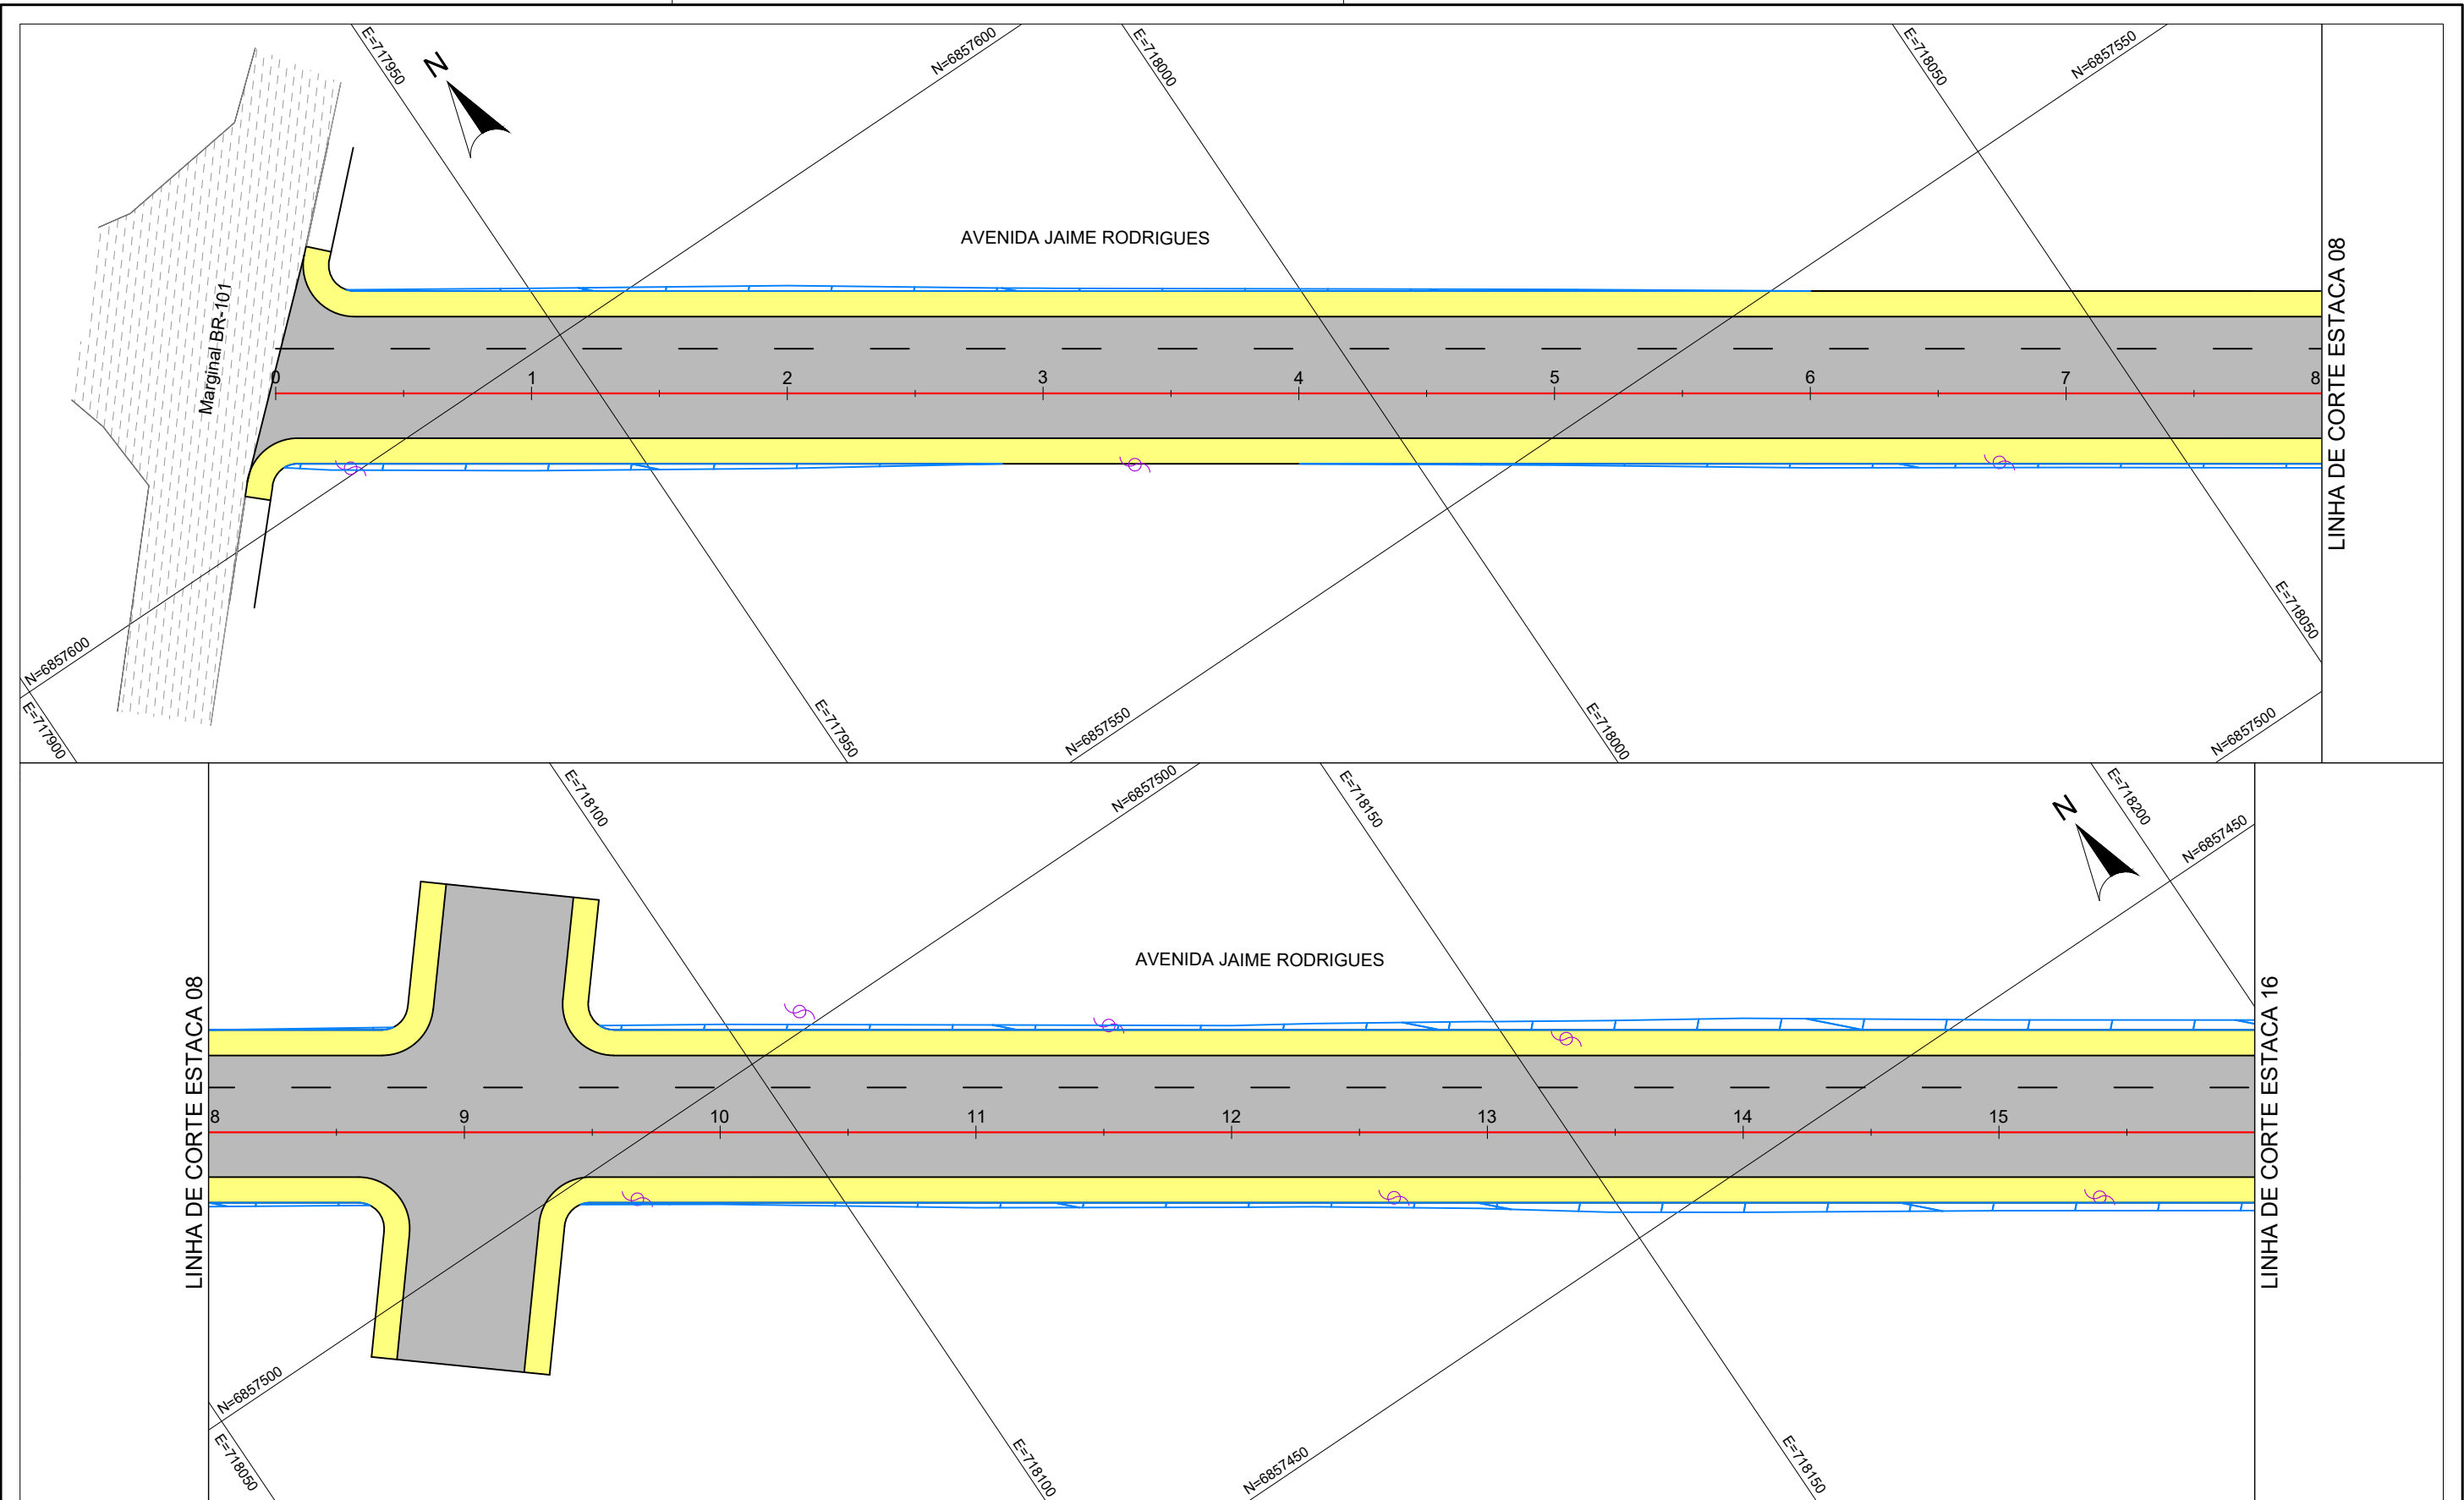 E=717950
N
N=6857600
E=718000
E=718050
N=6857550
AVENIDA JAIME RODRIGUES
Marginal BR-101
LINHA DE CORTE ESTACA 08
0 1 2 3 4 5 6 7 8
N=6857600
E=717900
E=717950
N=6857550
E=718000
E=718050
N=6857500
E=718100
N=6857500
E=718150
N
E=718200
N=6857450
AVENIDA JAIME RODRIGUES
LINHA DE CORTE ESTACA 08
8 9 10 11 12 13 14 15
LINHA DE CORTE ESTACA 16
N=6857500
E=718050
E=718100
N=6857450
E=718150